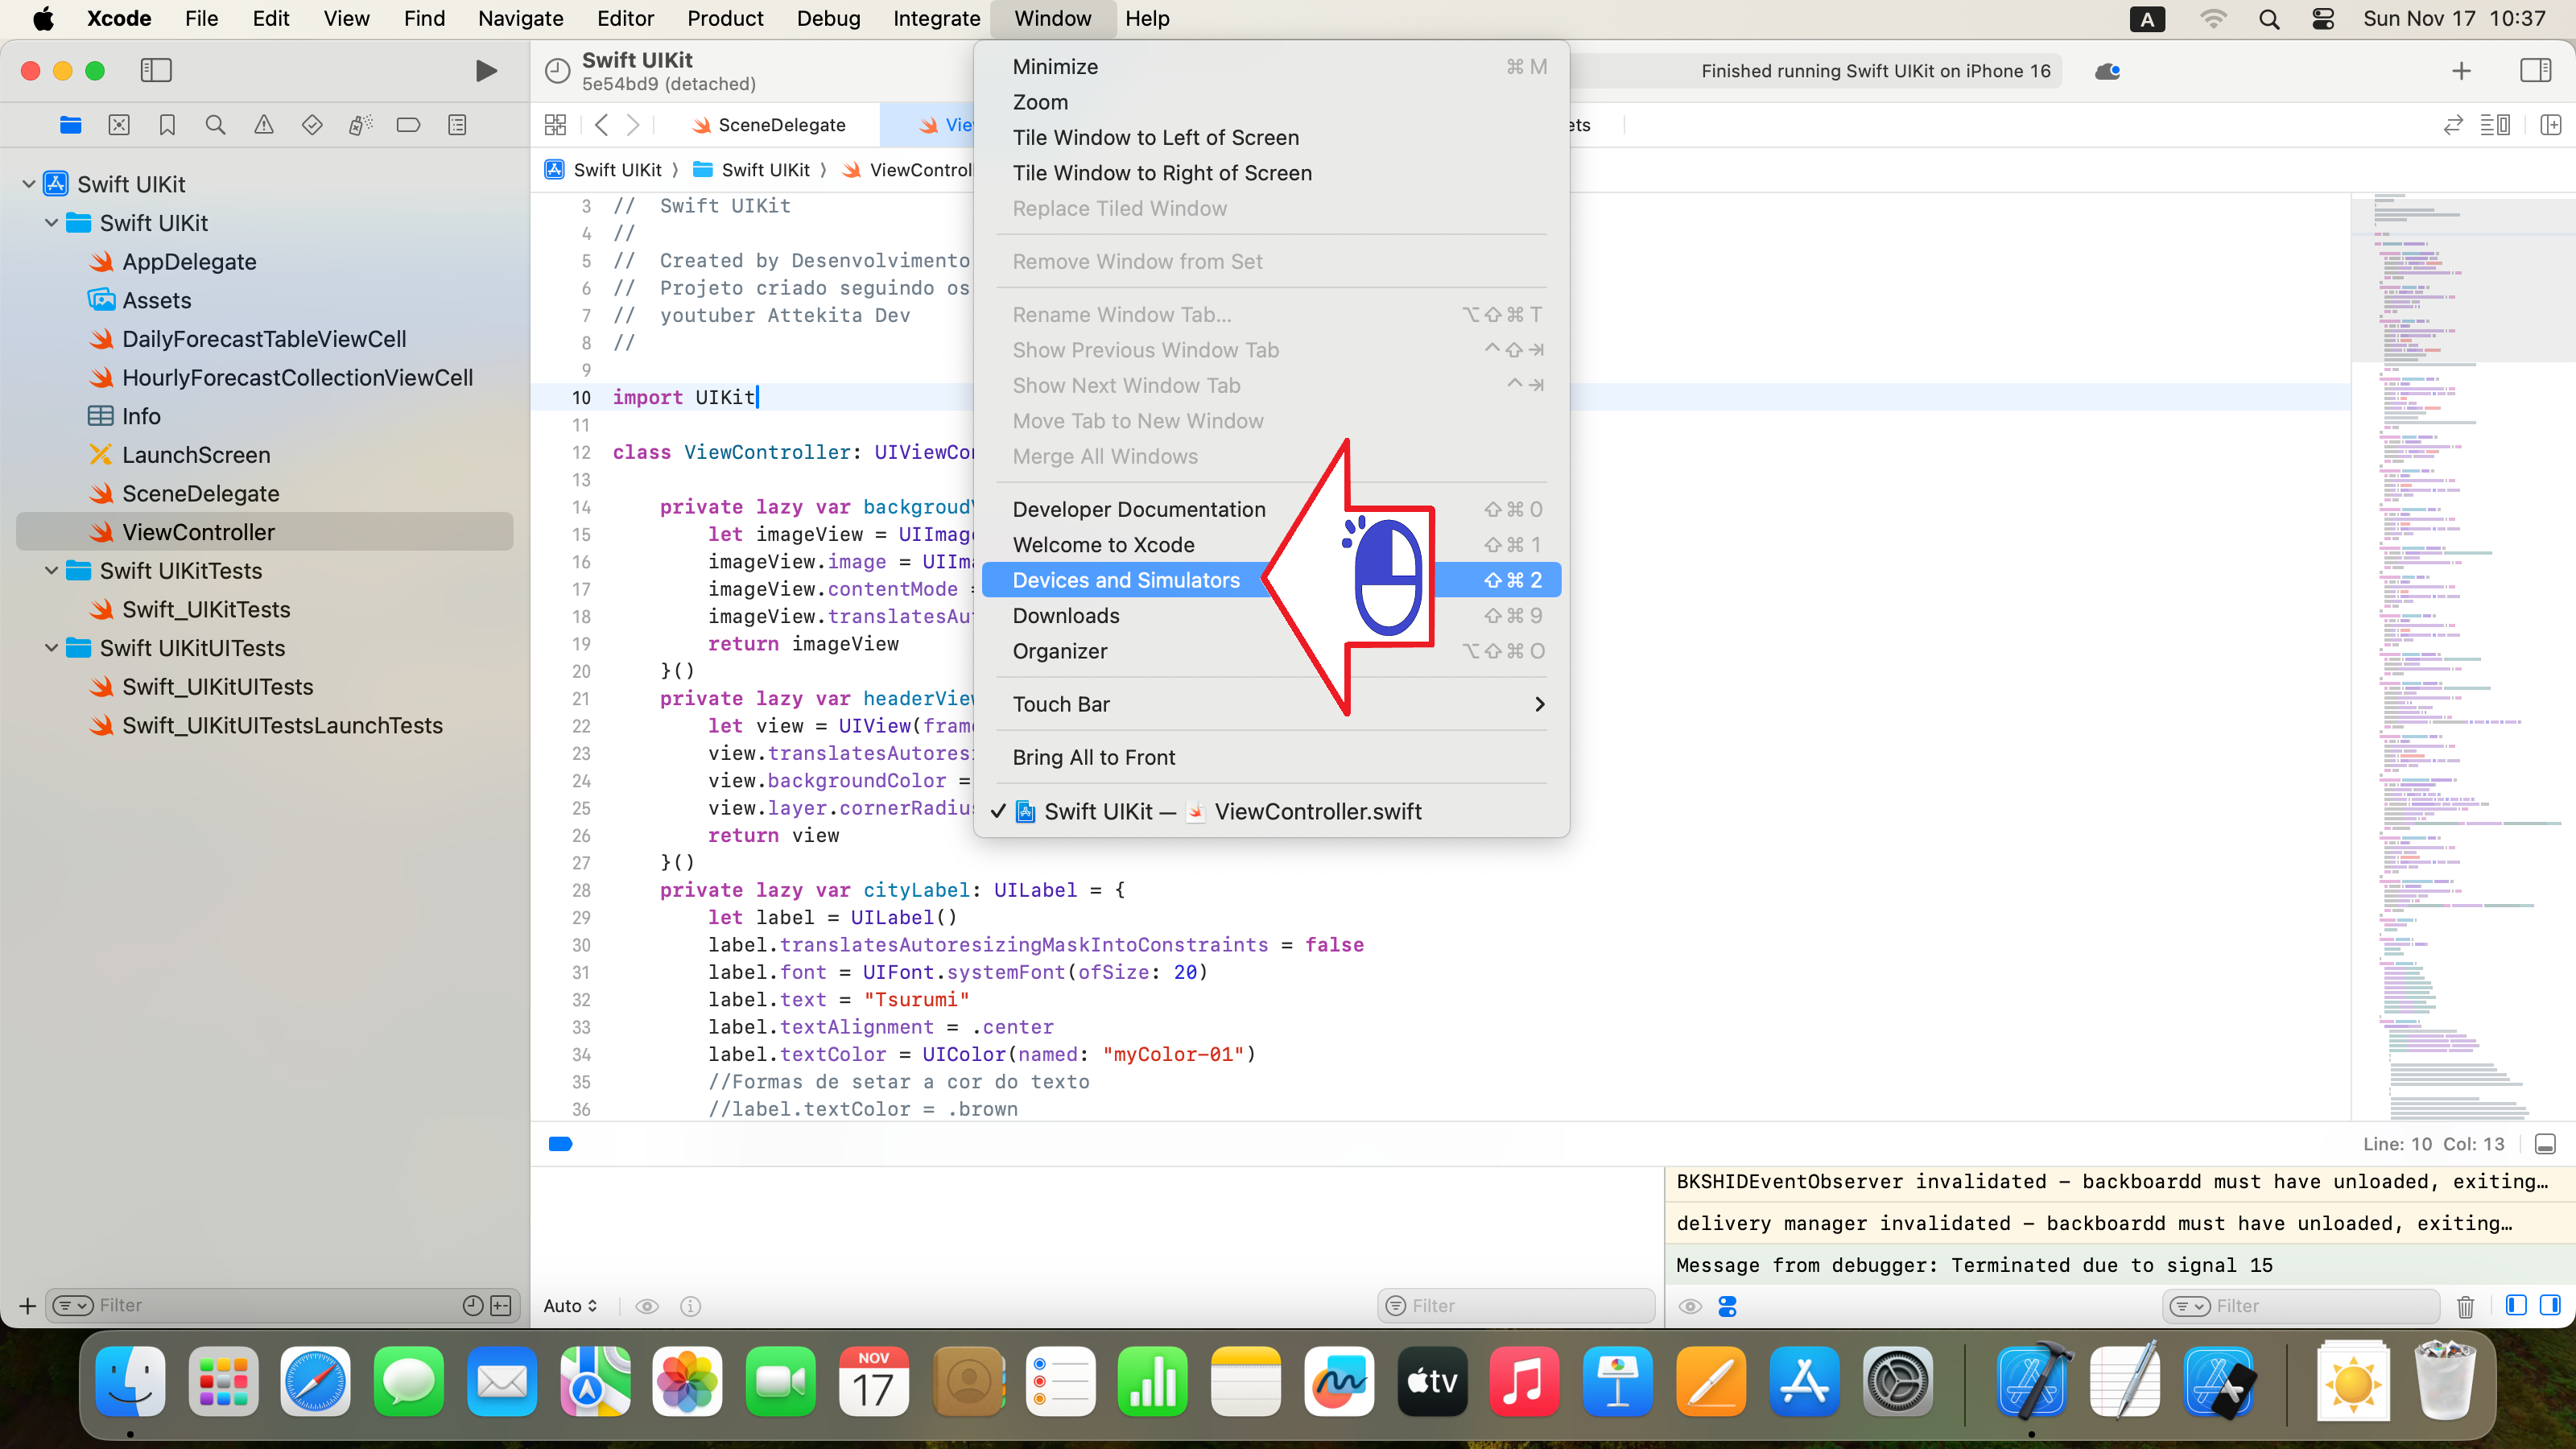 Xcode File Edit View Find Navigate Editor Product Debug Integrate Window Help A Sun Nov 17 10:37
Swift UIKit
5e54bd9 (detached)
Finished running Swift UIKit on iPhone 16
SceneDelegate
Vie
ets
Swift UIKit 〉 Swift UIKit 〉 ViewControl
Swift UIKit
Swift UIKit
AppDelegate
Assets
DailyForecastTableViewCell
HourlyForecastCollectionViewCell
Info
LaunchScreen
SceneDelegate
ViewController
Swift UIKitTests
Swift_UIKitTests
Swift UIKitUITests
Swift_UIKitUITests
Swift_UIKitUITestsLaunchTests
Filter
3 // Swift UIKit
4 //
5 // Created by Desenvolvimento
6 // Projeto criado seguindo os
7 // youtuber Attekita Dev
8 //
9
10 import UIKit
11
12 class ViewController: UIViewCon
13
14 private lazy var backgroudV
15 let imageView = UIImage
16 imageView.image = UIIma
17 imageView.contentMode =
18 imageView.translatesAut
19 return imageView
20 }()
21 private lazy var headerView
22 let view = UIView(frame
23 view.translatesAutoresi
24 view.backgroundColor =
25 view.layer.cornerRadius
26 return view
27 }()
28 private lazy var cityLabel: UILabel = {
29 let label = UILabel()
30 label.translatesAutoresizingMaskIntoConstraints = false
31 label.font = UIFont.systemFont(ofSize: 20)
32 label.text = "Tsurumi"
33 label.textAlignment = .center
34 label.textColor = UIColor(named: "myColor-01")
35 //Formas de setar a cor do texto
36 //label.textColor = .brown
Minimize ⌘ M
Zoom
Tile Window to Left of Screen
Tile Window to Right of Screen
Replace Tiled Window
Remove Window from Set
Rename Window Tab... ⌥⇧⌘ T
Show Previous Window Tab ^⇧⇥
Show Next Window Tab ^⇥
Move Tab to New Window
Merge All Windows
Developer Documentation ⇧⌘ 0
Welcome to Xcode ⇧⌘ 1
Devices and Simulators ⇧⌘ 2
Downloads ⇧⌘ 9
Organizer ⌥⇧⌘ O
Touch Bar
Bring All to Front
✓ Swift UIKit — ViewController.swift
Line: 10 Col: 13
BKSHIDEventObserver invalidated – backboardd must have unloaded, exiting…
delivery manager invalidated – backboardd must have unloaded, exiting…
Message from debugger: Terminated due to signal 15
Auto
Filter
Filter
NOV
17
tv